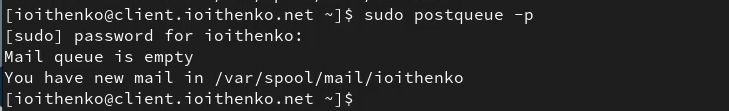 [ioithenko@client.ioithenko.net ~]$ sudo postqueue -p
[sudo] password for ioithenko:
Mail queue is empty
You have new mail in /var/spool/mail/ioithenko
[ioithenko@client.ioithenko.net ~]$